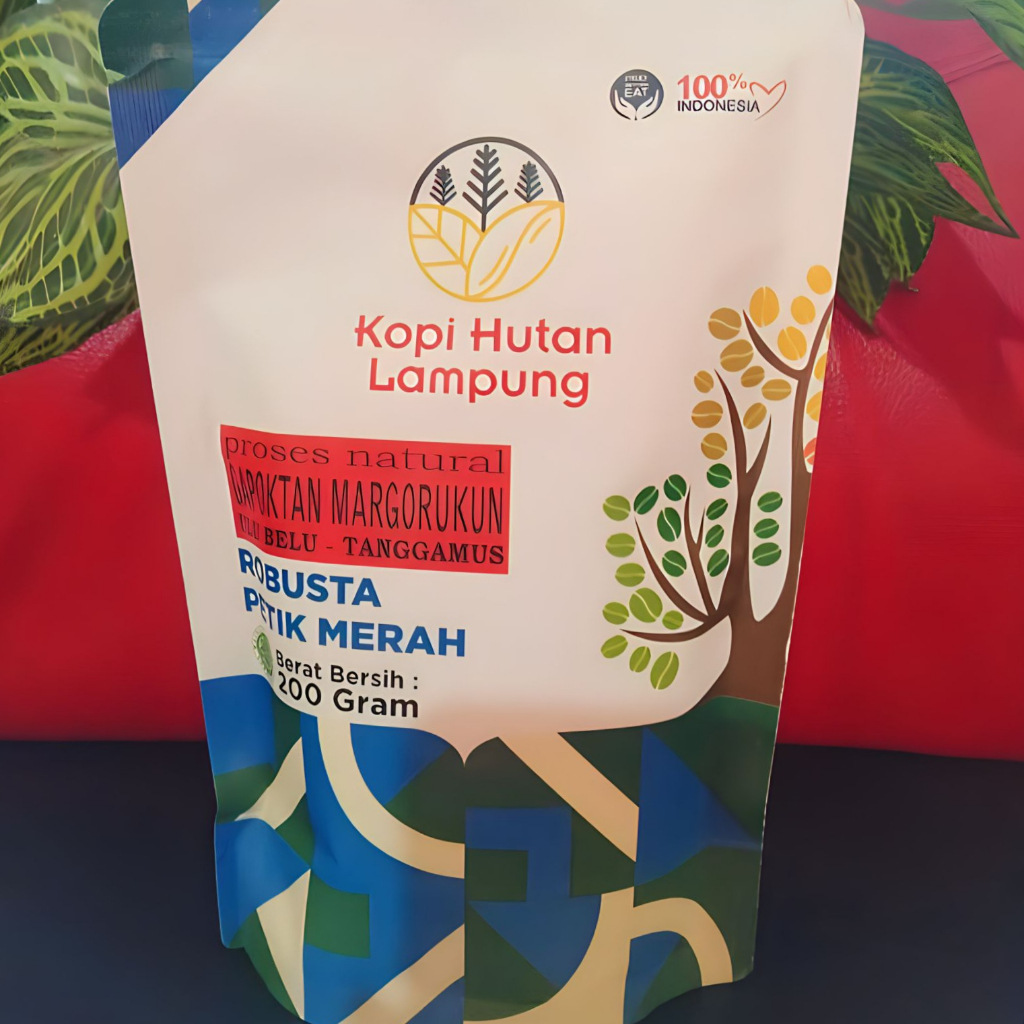 EAT
100%
INDONESIA
Kopi Hutan
Lampung
proses natural
GAPOKTAN MARGORUKUN
ULU BELU - TANGGAMUS
ROBUSTA
PETIK MERAH
Berat Bersih :
200 Gram